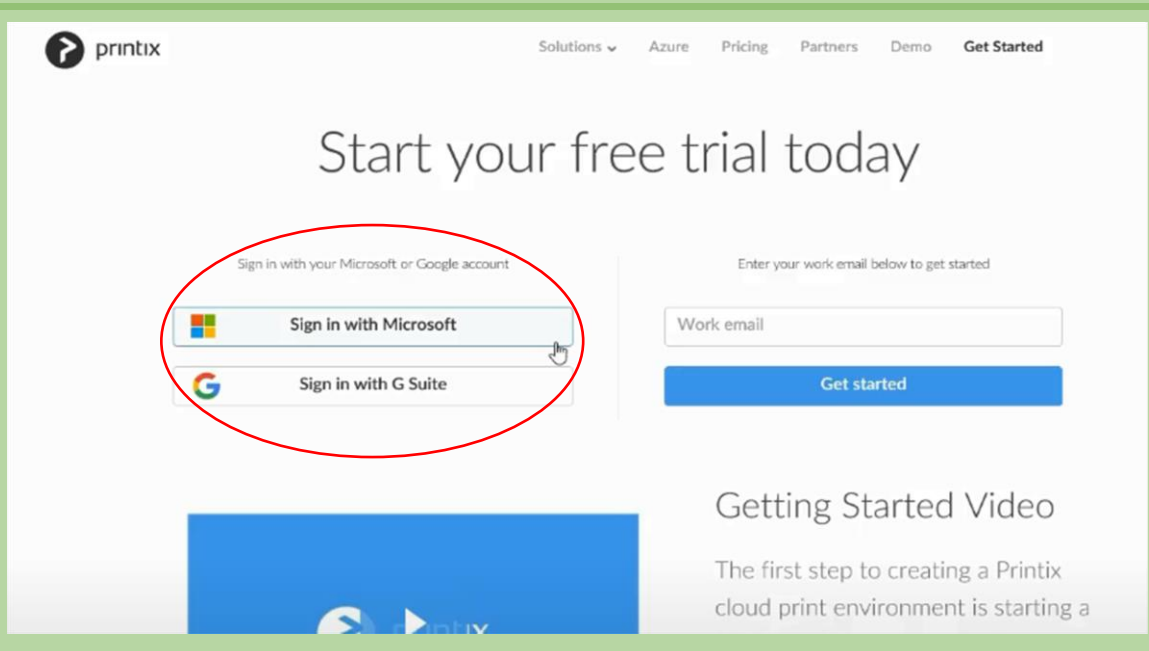 printix
Solutions Azure Pricing Partners Demo Get Started
Start your free trial today
Sign in with your Microsoft or Google account
Sign in with Microsoft
Sign in with G Suite
Enter your work email below to get started
Work email
Get started
printix
Getting Started Video
The first step to creating a Printix
cloud print environment is starting a